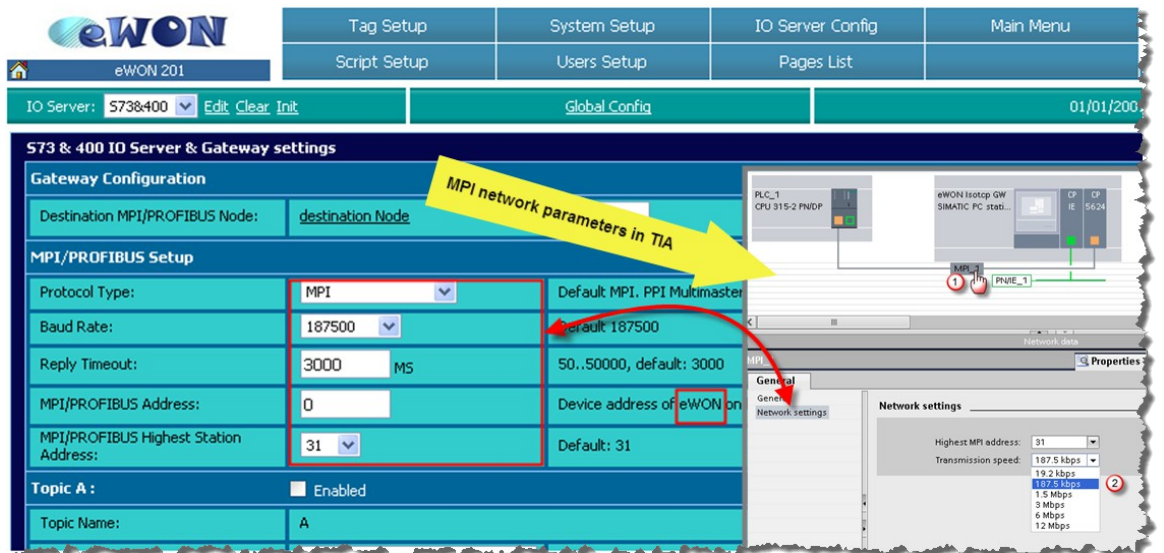 eWON
eWON 201
Tag Setup
System Setup
IO Server Config
Main Menu
Script Setup
Users Setup
Pages List
IO Server: S73&400 Edit Clear Init
Global Config
01/01/200
S73 & 400 IO Server & Gateway settings
Gateway Configuration
Destination MPI/PROFIBUS Node: destination Node
MPI/PROFIBUS Setup
Protocol Type: MPI Default MPI. PPI Multimaster
Baud Rate: 187500 Default 187500
Reply Timeout: 3000 MS 50..50000, default: 3000
MPI/PROFIBUS Address: 0 Device address of eWON on
MPI/PROFIBUS Highest Station Address: 31 Default: 31
Topic A : Enabled
Topic Name: A
MPI network parameters in TIA
PLC_1
CPU 315-2 PN/DP
eWON Isotcp GW
SIMATIC PC stati...
CP IE
CP 5624
MPI_1
1
PN/IE_1
Network data
MPI_
Properties
General
Gener
Network settings
Network settings
Highest MPI address: 31
Transmission speed: 187.5 kbps
19.2 kbps
187.5 kbps
2
1.5 Mbps
3 Mbps
6 Mbps
12 Mbps